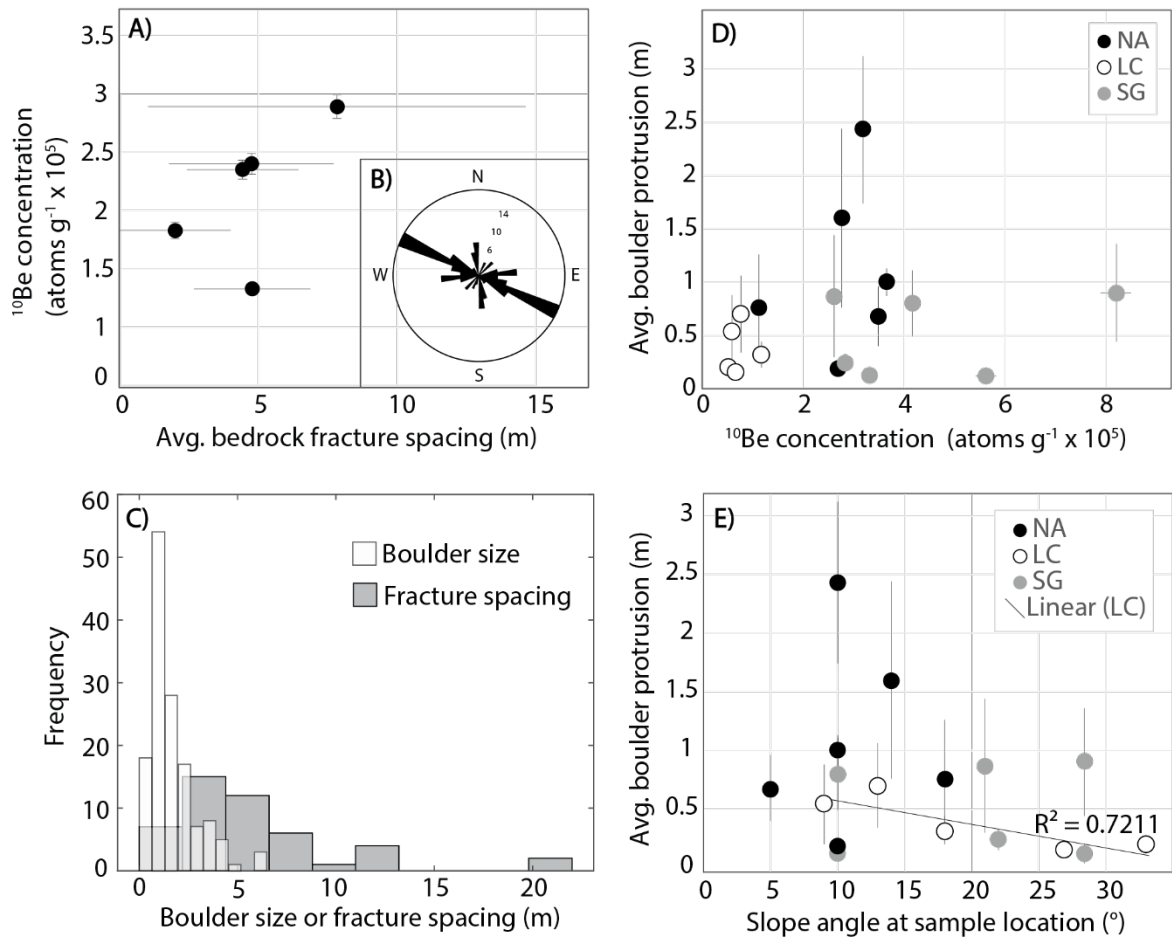 A)
3.5
3
2.5
2
1.5
1
0
¹⁰Be concentration
(atoms g⁻¹ x 10⁵)
0
5
10
15
Avg. bedrock fracture spacing (m)
B)
N
14
10
6
W
E
S
D)
NA
LC
SG
3
2.5
2
1.5
1
0.5
0
Avg. boulder protrusion (m)
0
2
4
6
8
¹⁰Be concentration (atoms g⁻¹ x 10⁵)
C)
60
50
40
30
20
10
0
Frequency
Boulder size
Fracture spacing
0
5
10
15
20
Boulder size or fracture spacing (m)
E)
NA
LC
SG
Linear (LC)
3
2.5
2
1.5
1
0.5
0
Avg. boulder protrusion (m)
R² = 0.7211
0
5
10
15
20
25
30
Slope angle at sample location (°)